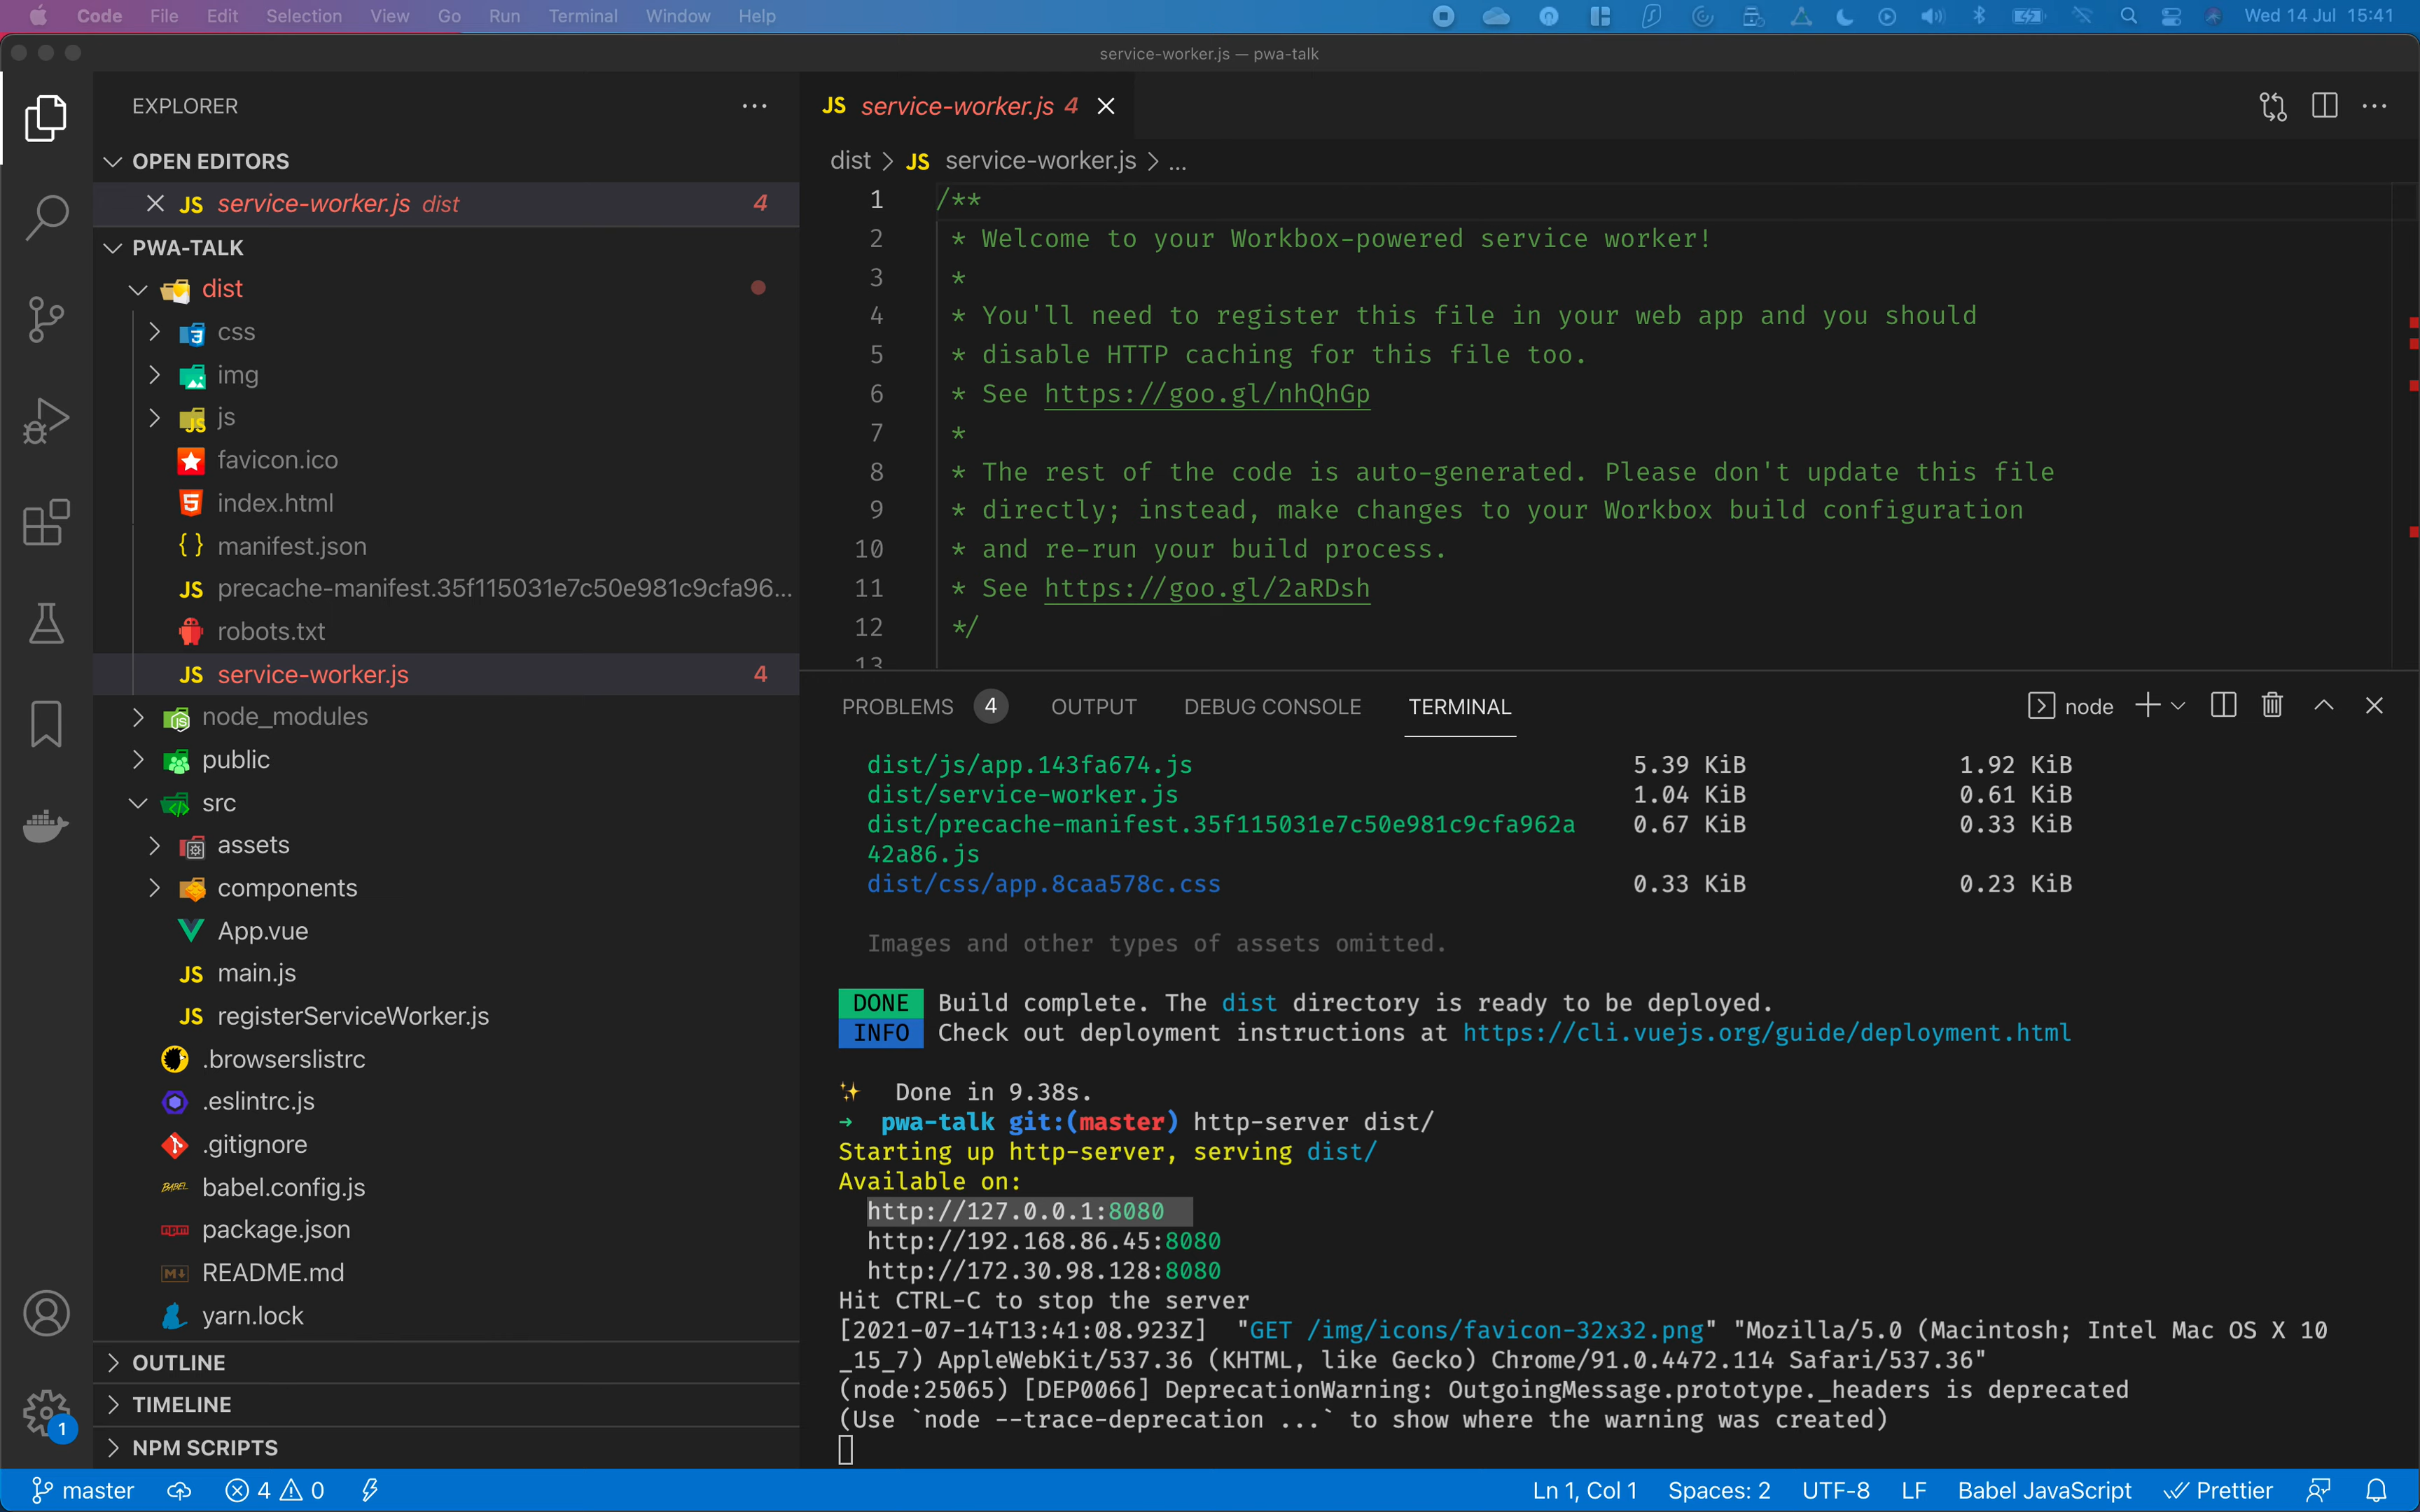 Code File Edit Selection View Go Run Terminal Window Help
Wed 14 Jul 15:41
service-worker.js — pwa-talk
EXPLORER
OPEN EDITORS
JS service-worker.js dist 4
PWA-TALK
dist
css
img
js
favicon.ico
index.html
{ } manifest.json
JS precache-manifest.35f115031e7c50e981c9cfa96...
robots.txt
JS service-worker.js 4
node_modules
public
src
assets
components
App.vue
JS main.js
JS registerServiceWorker.js
.browserslistrc
.eslintrc.js
.gitignore
BABEL babel.config.js
npm package.json
M↓ README.md
yarn.lock
OUTLINE
TIMELINE
NPM SCRIPTS
1
JS service-worker.js 4
dist > JS service-worker.js > ...
1 /**
2 * Welcome to your Workbox-powered service worker!
3 *
4 * You'll need to register this file in your web app and you should
5 * disable HTTP caching for this file too.
6 * See https://goo.gl/nhQhGp
7 *
8 * The rest of the code is auto-generated. Please don't update this file
9 * directly; instead, make changes to your Workbox build configuration
10 * and re-run your build process.
11 * See https://goo.gl/2aRDsh
12 */
13
PROBLEMS 4 OUTPUT DEBUG CONSOLE TERMINAL
node
dist/js/app.143fa674.js 5.39 KiB 1.92 KiB
dist/service-worker.js 1.04 KiB 0.61 KiB
dist/precache-manifest.35f115031e7c50e981c9cfa962a 0.67 KiB 0.33 KiB
42a86.js
dist/css/app.8caa578c.css 0.33 KiB 0.23 KiB
Images and other types of assets omitted.
DONE Build complete. The dist directory is ready to be deployed.
INFO Check out deployment instructions at https://cli.vuejs.org/guide/deployment.html
✨ Done in 9.38s.
→ pwa-talk git:(master) http-server dist/
Starting up http-server, serving dist/
Available on:
http://127.0.0.1:8080
http://192.168.86.45:8080
http://172.30.98.128:8080
Hit CTRL-C to stop the server
[2021-07-14T13:41:08.923Z] "GET /img/icons/favicon-32x32.png" "Mozilla/5.0 (Macintosh; Intel Mac OS X 10
_15_7) AppleWebKit/537.36 (KHTML, like Gecko) Chrome/91.0.4472.114 Safari/537.36"
(node:25065) [DEP0066] DeprecationWarning: OutgoingMessage.prototype._headers is deprecated
(Use `node --trace-deprecation ...` to show where the warning was created)
master 4 0
Ln 1, Col 1 Spaces: 2 UTF-8 LF Babel JavaScript Prettier